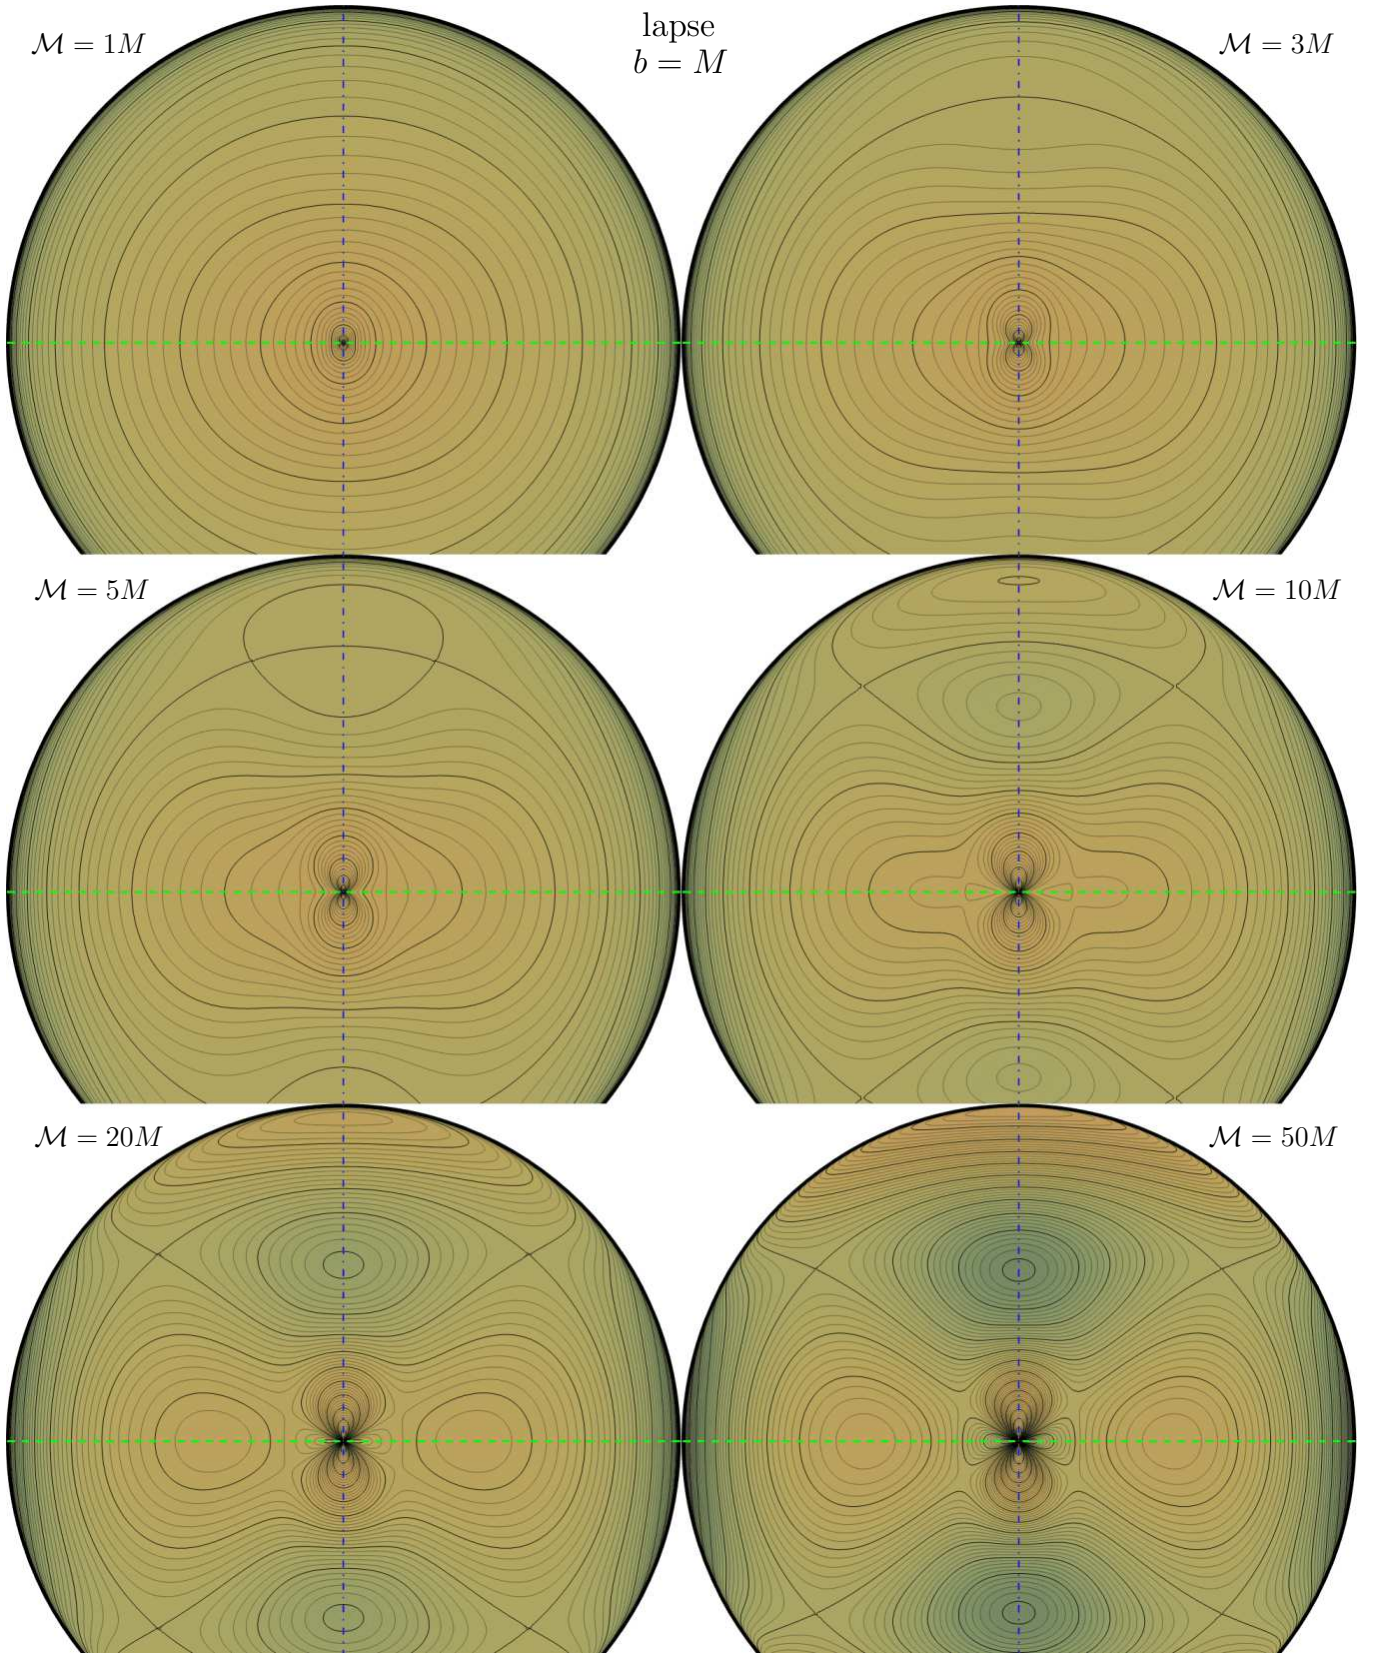 ℳ = 1M
lapse
b = M
ℳ = 3M
ℳ = 5M
ℳ = 10M
ℳ = 20M
ℳ = 50M